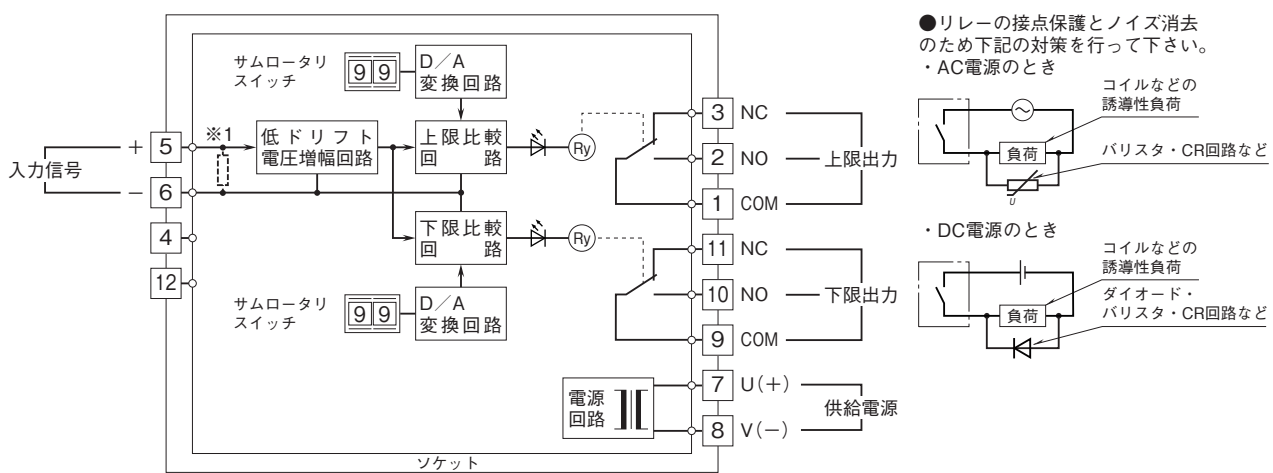 サムロータリ
スイッチ
9 9
D/A
変換回路
※1
低ドリフト
電圧増幅回路
上限比較
回　　路
Ry
入力信号
+ 5
− 6
4
12
下限比較
回　　路
Ry
サムロータリ
スイッチ
9 9
D/A
変換回路
電源
回路
ソケット
3 NC
2 NO
1 COM
上限出力
11 NC
10 NO
9 COM
下限出力
7 U(+)
8 V(−)
供給電源
●リレーの接点保護とノイズ消去
のため下記の対策を行って下さい。
・AC電源のとき
コイルなどの
誘導性負荷
負荷
バリスタ・CR回路など
U
・DC電源のとき
コイルなどの
誘導性負荷
負荷
ダイオード・
バリスタ・CR回路など